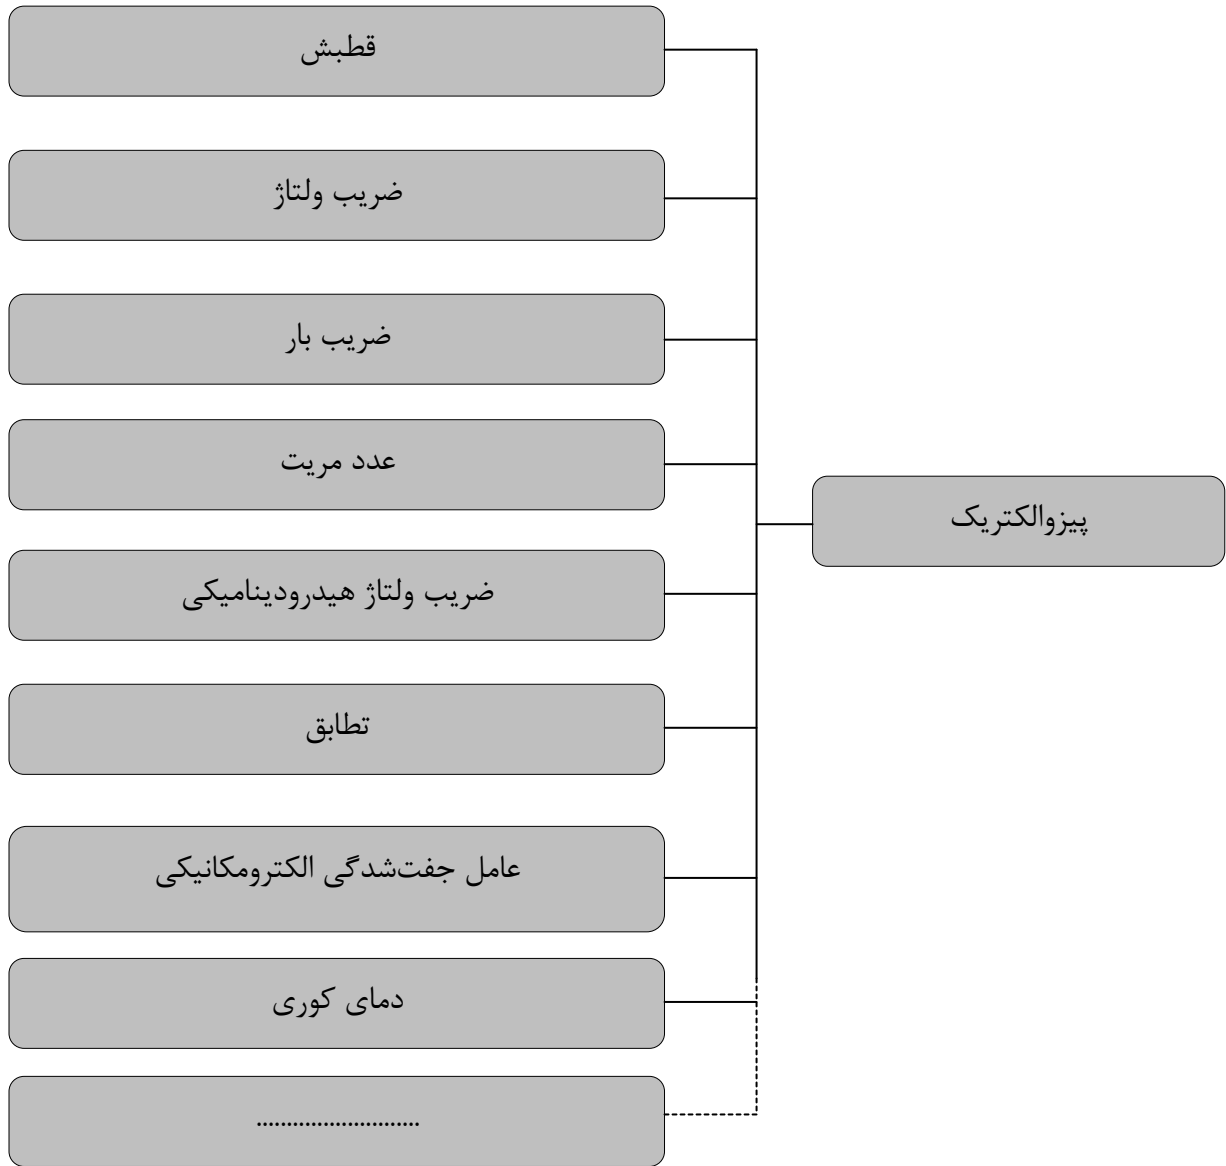 قطبش
ضریب ولتاژ
ضریب بار
عدد مریت
پیزوالکتریک
ضریب ولتاژ هیدرودینامیکی
تطابق
عامل جفت‌شدگی الکترومکانیکی
دمای کوری
...........................